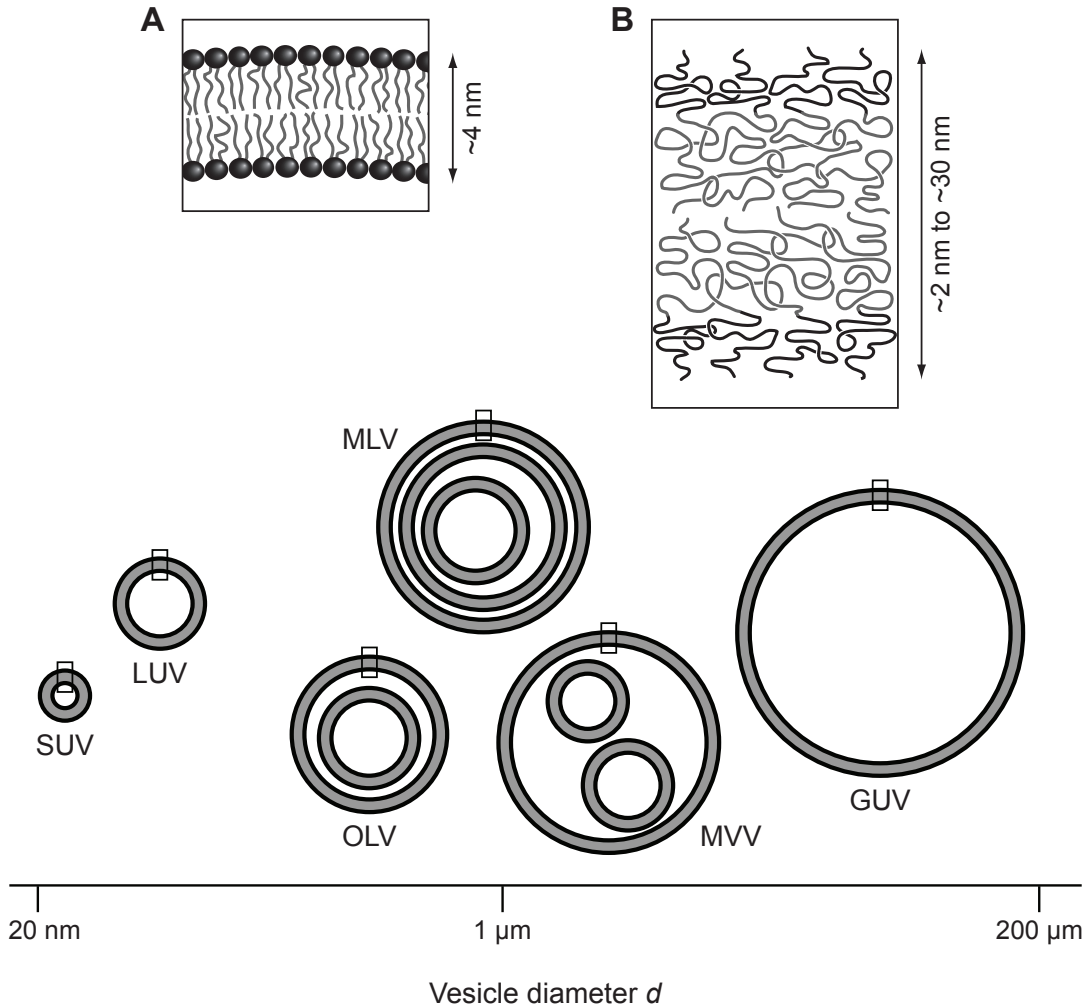 A
~4 nm
B
~2 nm to ~30 nm
MLV
LUV
SUV
OLV
MVV
GUV
20 nm
1 µm
200 µm
Vesicle diameter d